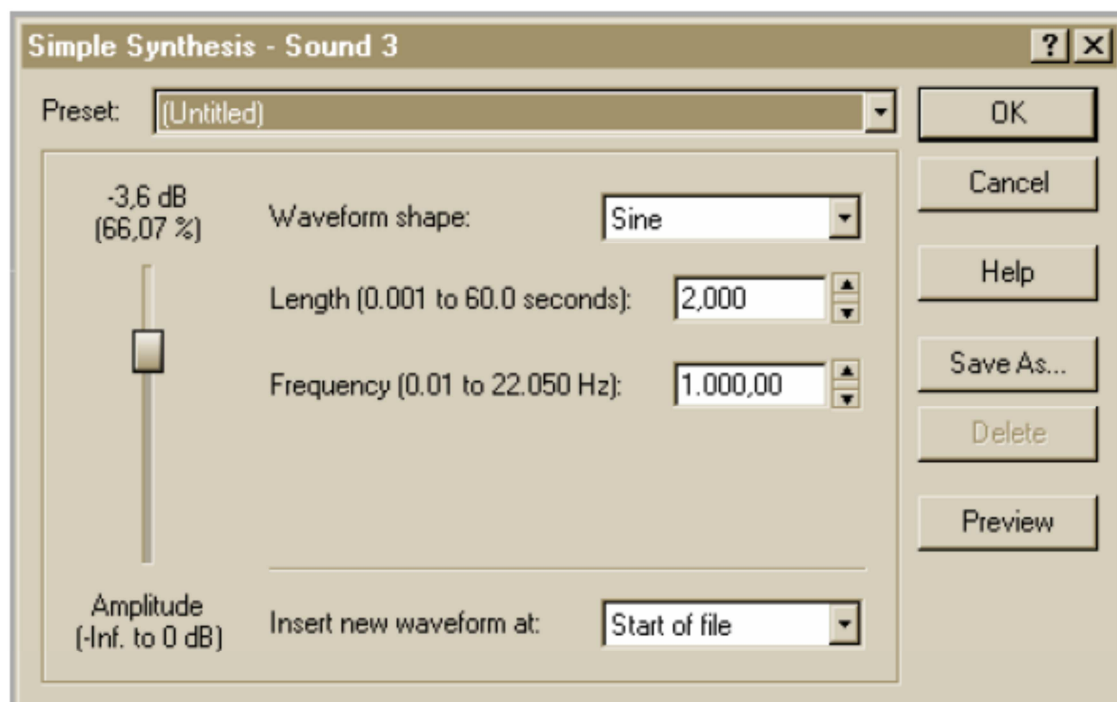 Simple Synthesis - Sound 3
Preset: (Untitled)
OK
Cancel
Help
Save As...
Delete
Preview
-3,6 dB
(66,07 %)
Waveform shape: Sine
Length (0.001 to 60.0 seconds): 2,000
Frequency (0.01 to 22.050 Hz): 1.000,00
Amplitude
(-Inf. to 0 dB)
Insert new waveform at: Start of file